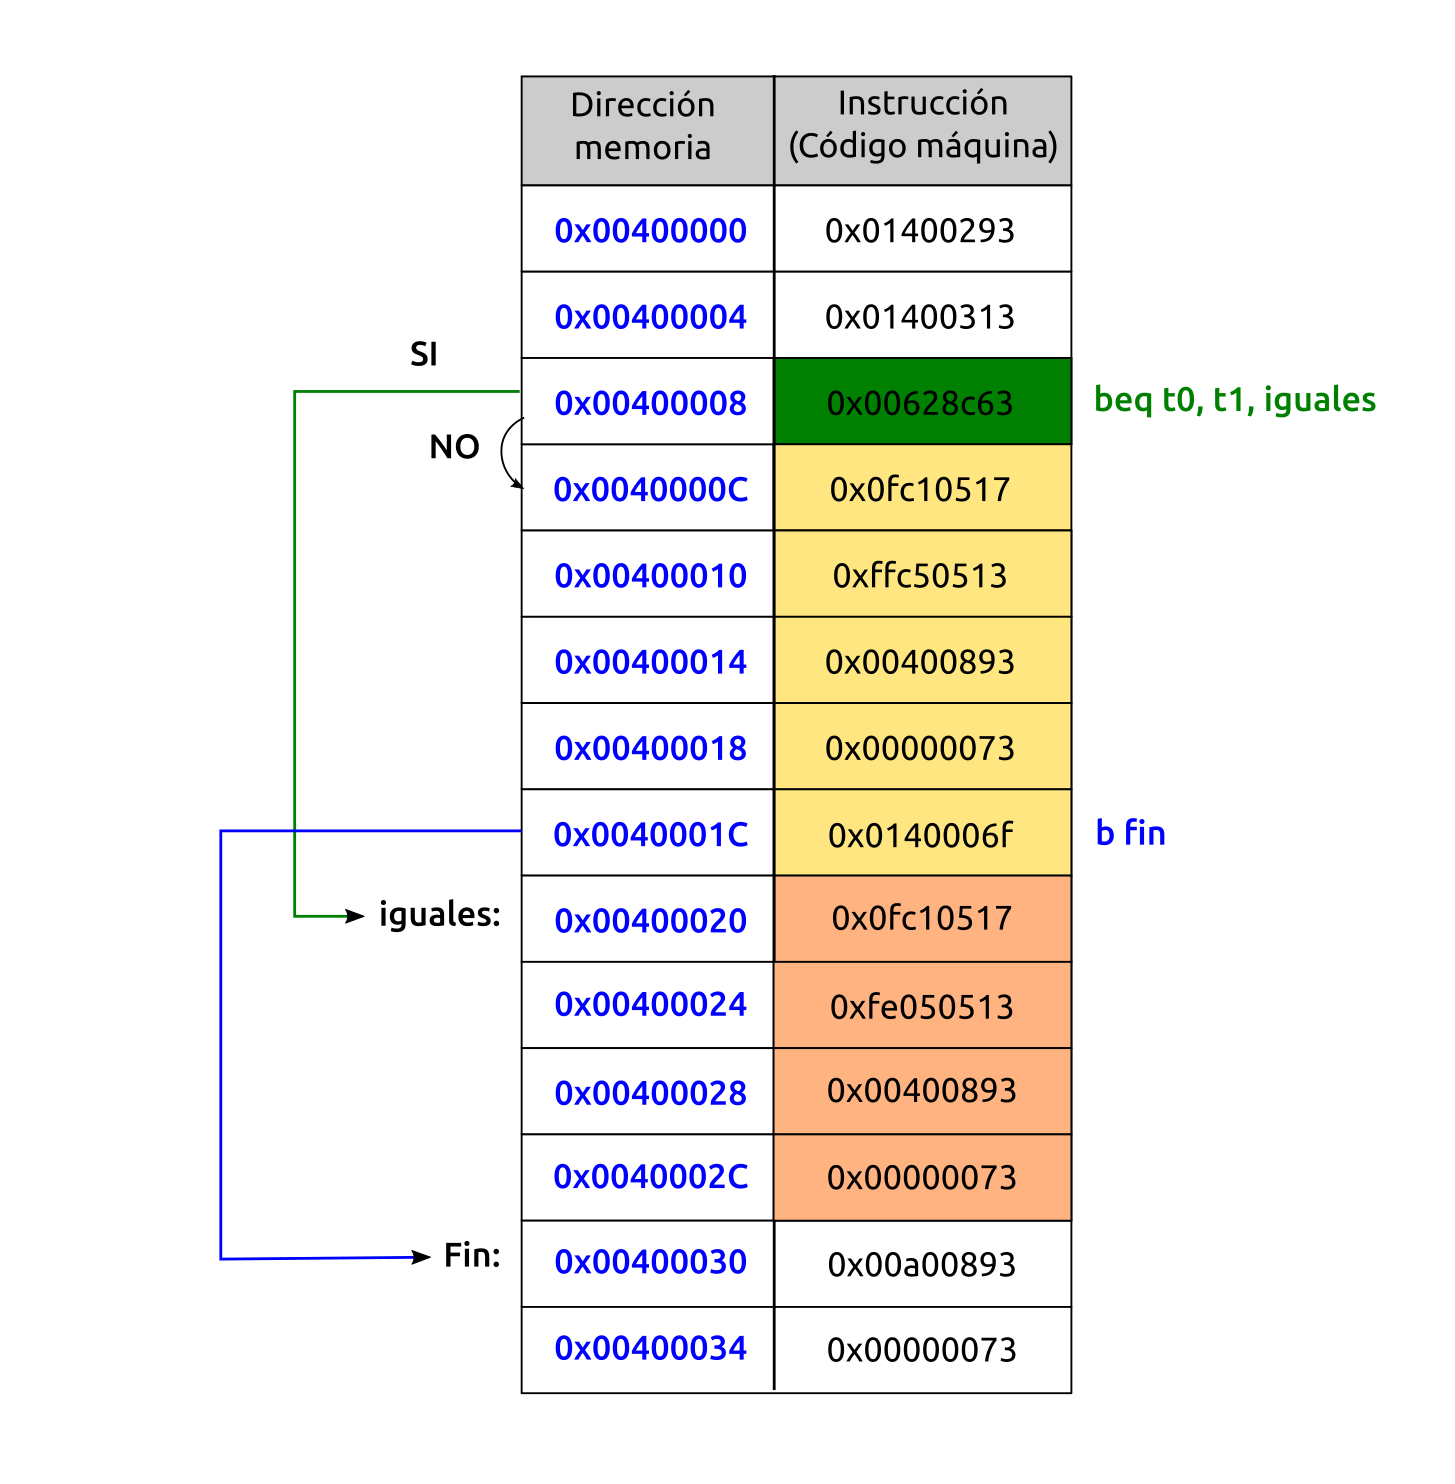 Dirección memoria
Instrucción (Código máquina)
0x00400000 0x01400293
0x00400004 0x01400313
SI
0x00400008 0x00628c63 beq t0, t1, iguales
NO
0x0040000C 0x0fc10517
0x00400010 0xffc50513
0x00400014 0x00400893
0x00400018 0x00000073
0x0040001C 0x0140006f b fin
iguales: 0x00400020 0x0fc10517
0x00400024 0xfe050513
0x00400028 0x00400893
0x0040002C 0x00000073
Fin: 0x00400030 0x00a00893
0x00400034 0x00000073